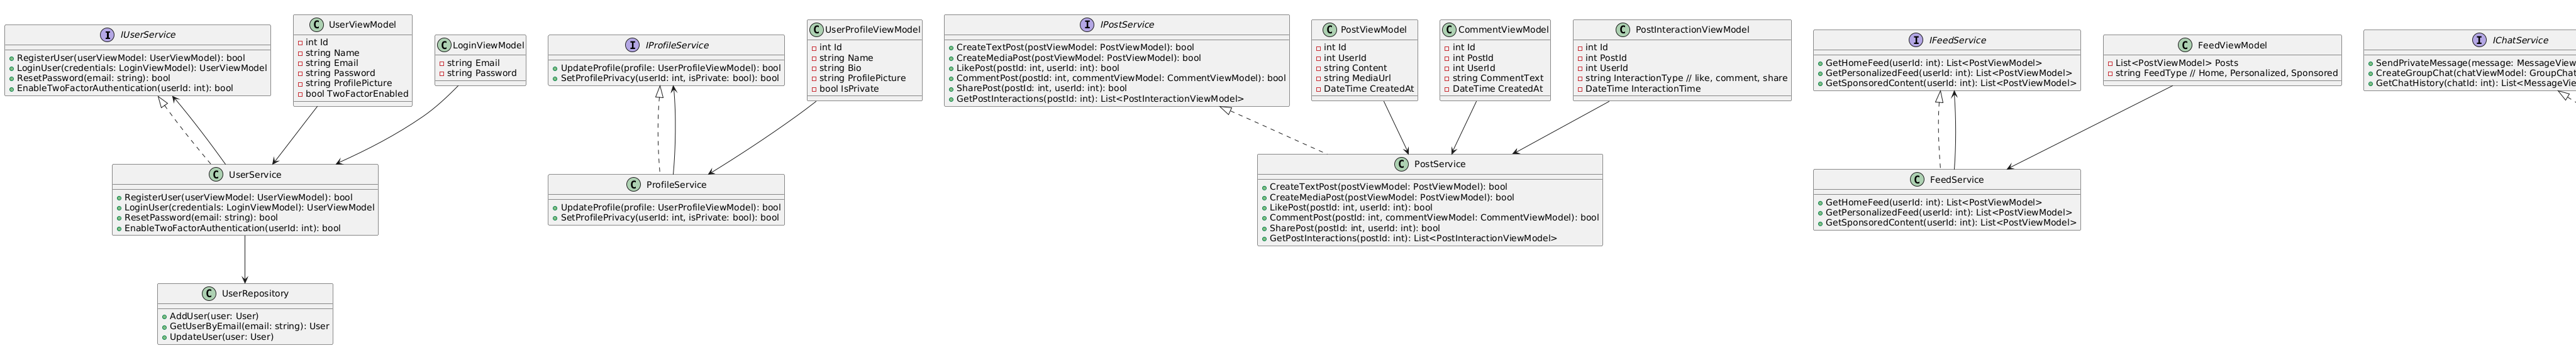 I IUserService
RegisterUser(userViewModel: UserViewModel): bool
LoginUser(credentials: LoginViewModel): UserViewModel
ResetPassword(email: string): bool
EnableTwoFactorAuthentication(userId: int): bool
C UserViewModel
int Id
string Name
string Email
string Password
string ProfilePicture
bool TwoFactorEnabled
C LoginViewModel
string Email
string Password
I IProfileService
UpdateProfile(profile: UserProfileViewModel): bool
SetProfilePrivacy(userId: int, isPrivate: bool): bool
C UserProfileViewModel
int Id
string Name
string Bio
string ProfilePicture
bool IsPrivate
I IPostService
CreateTextPost(postViewModel: PostViewModel): bool
CreateMediaPost(postViewModel: PostViewModel): bool
LikePost(postId: int, userId: int): bool
CommentPost(postId: int, commentViewModel: CommentViewModel): bool
SharePost(postId: int, userId: int): bool
GetPostInteractions(postId: int): List<PostInteractionViewModel>
C PostViewModel
int Id
int UserId
string Content
string MediaUrl
DateTime CreatedAt
C CommentViewModel
int Id
int PostId
int UserId
string CommentText
DateTime CreatedAt
C PostInteractionViewModel
int Id
int PostId
int UserId
string InteractionType // like, comment, share
DateTime InteractionTime
I IFeedService
GetHomeFeed(userId: int): List<PostViewModel>
GetPersonalizedFeed(userId: int): List<PostViewModel>
GetSponsoredContent(userId: int): List<PostViewModel>
C FeedViewModel
List<PostViewModel> Posts
string FeedType // Home, Personalized, Sponsored
I IChatService
SendPrivateMessage(message: MessageView
CreateGroupChat(chatViewModel: GroupChat
GetChatHistory(chatId: int): List<MessageVie
C UserService
RegisterUser(userViewModel: UserViewModel): bool
LoginUser(credentials: LoginViewModel): UserViewModel
ResetPassword(email: string): bool
EnableTwoFactorAuthentication(userId: int): bool
C ProfileService
UpdateProfile(profile: UserProfileViewModel): bool
SetProfilePrivacy(userId: int, isPrivate: bool): bool
C PostService
CreateTextPost(postViewModel: PostViewModel): bool
CreateMediaPost(postViewModel: PostViewModel): bool
LikePost(postId: int, userId: int): bool
CommentPost(postId: int, commentViewModel: CommentViewModel): bool
SharePost(postId: int, userId: int): bool
GetPostInteractions(postId: int): List<PostInteractionViewModel>
C FeedService
GetHomeFeed(userId: int): List<PostViewModel>
GetPersonalizedFeed(userId: int): List<PostViewModel>
GetSponsoredContent(userId: int): List<PostViewModel>
C UserRepository
AddUser(user: User)
GetUserByEmail(email: string): User
UpdateUser(user: User)